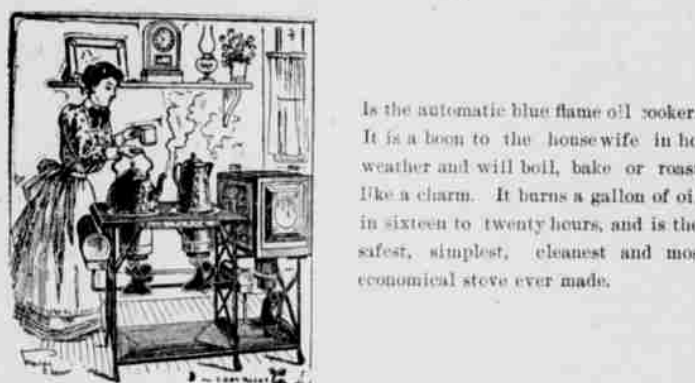 Is the automatic blue flame oil cooker
It is a boon to the housewife in ho
weather and will boil, bake or roas
like a charm. It burns a gallon of oi
in sixteen to twenty hours, and is the
safest, simplest, cleanest and mos
economical stove ever made.